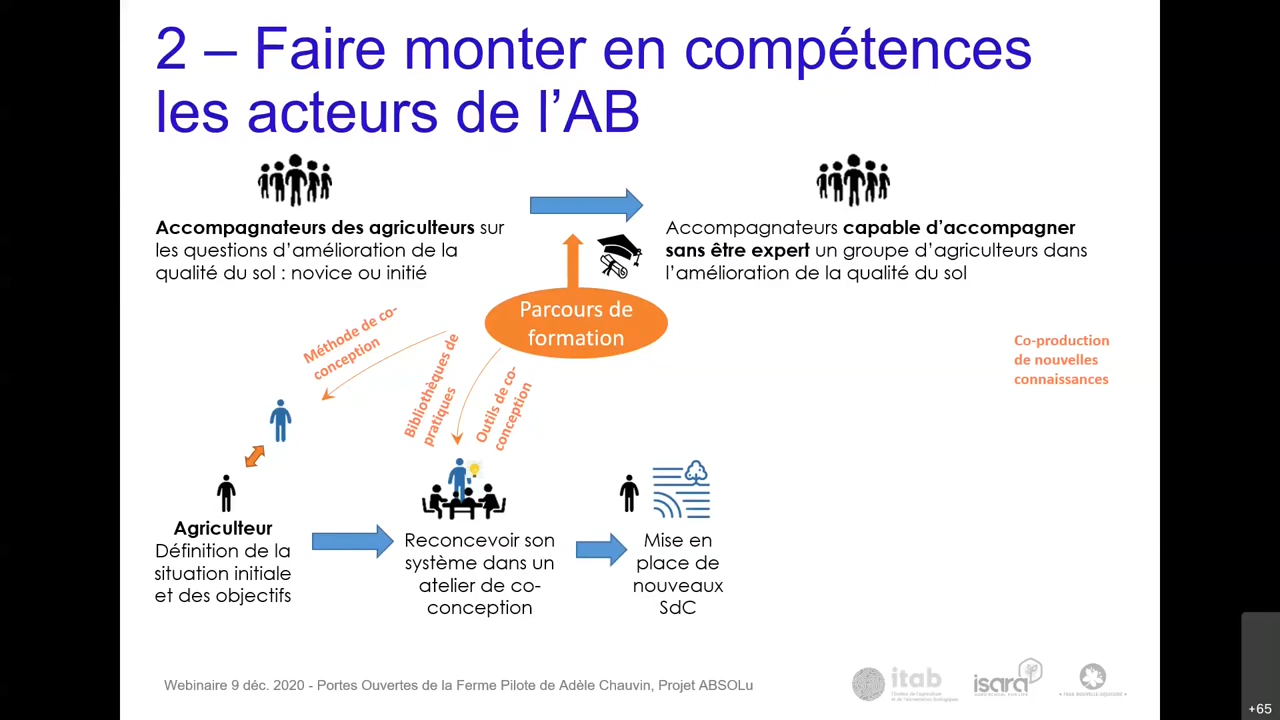 2 – Faire monter en compétences
les acteurs de l’AB
Accompagnateurs des agriculteurs sur
les questions d’amélioration de la
qualité du sol : novice ou initié
Accompagnateurs capable d’accompagner
sans être expert un groupe d’agriculteurs dans
l’amélioration de la qualité du sol
Parcours de
formation
Méthode de co-
conception
Bibliothèques de
pratiques
Outils de co-
conception
Co-production
de nouvelles
connaissances
Agriculteur
Définition de la
situation initiale
et des objectifs
Reconcevoir son
système dans un
atelier de co-
conception
Mise en
place de
nouveaux
SdC
Webinaire 9 déc. 2020 - Portes Ouvertes de la Ferme Pilote de Adèle Chauvin, Projet ABSOLu
itab
isara
+65